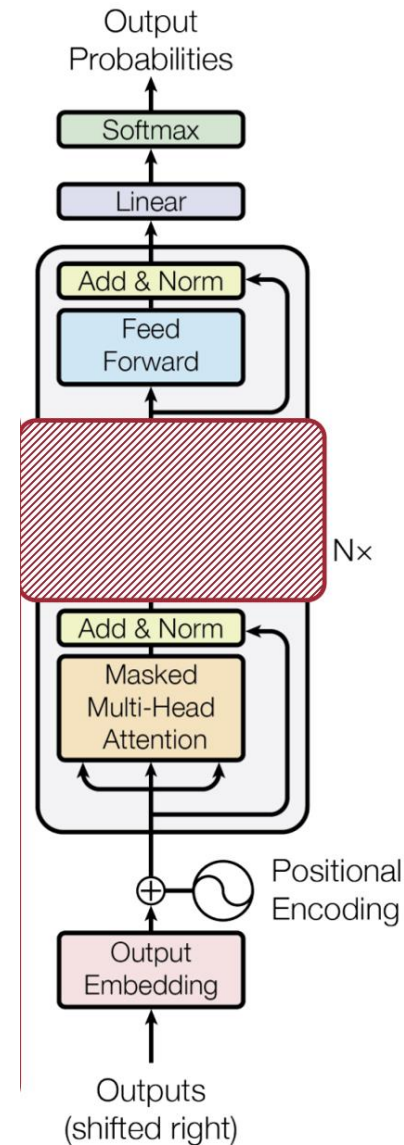 Output
Probabilities
Softmax
Linear
Add & Norm
Feed
Forward
N×
Add & Norm
Masked
Multi-Head
Attention
Positional
Encoding
Output
Embedding
Outputs
(shifted right)